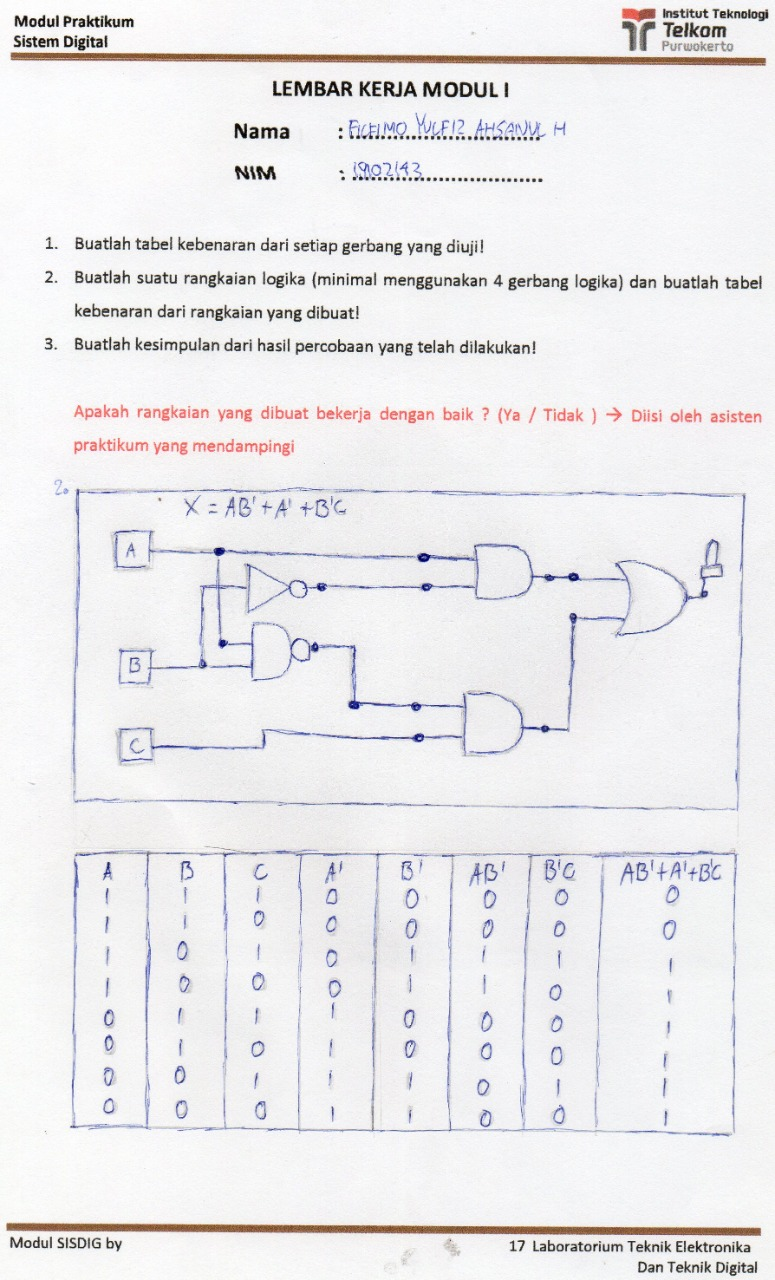 Modul Praktikum
Sistem Digital
Institut Teknologi
Telkom
Purwokerto
LEMBAR KERJA MODUL I
Nama : AHSANUL H
NIM : 19102143
1. Buatlah tabel kebenaran dari setiap gerbang yang diuji!
2. Buatlah suatu rangkaian logika (minimal menggunakan 4 gerbang logika) dan buatlah tabel
kebenaran dari rangkaian yang dibuat!
3. Buatlah kesimpulan dari hasil percobaan yang telah dilakukan!
Apakah rangkaian yang dibuat bekerja dengan baik ? (Ya / Tidak ) → Diisi oleh asisten
praktikum yang mendampingi
2.
X = AB' + A' + B'C
A
B
C
A B C A' B' AB' B'C AB'+A'+B'C
1 1 1 0 0 0 0 0
1 1 0 0 0 0 0 0
1 0 1 0 1 1 1 1
1 0 0 0 1 1 0 1
0 1 1 1 0 0 0 1
0 1 0 1 0 0 0 1
0 0 1 1 1 0 1 1
0 0 0 1 1 0 0 1
Modul SISDIG by
17 Laboratorium Teknik Elektronika
Dan Teknik Digital